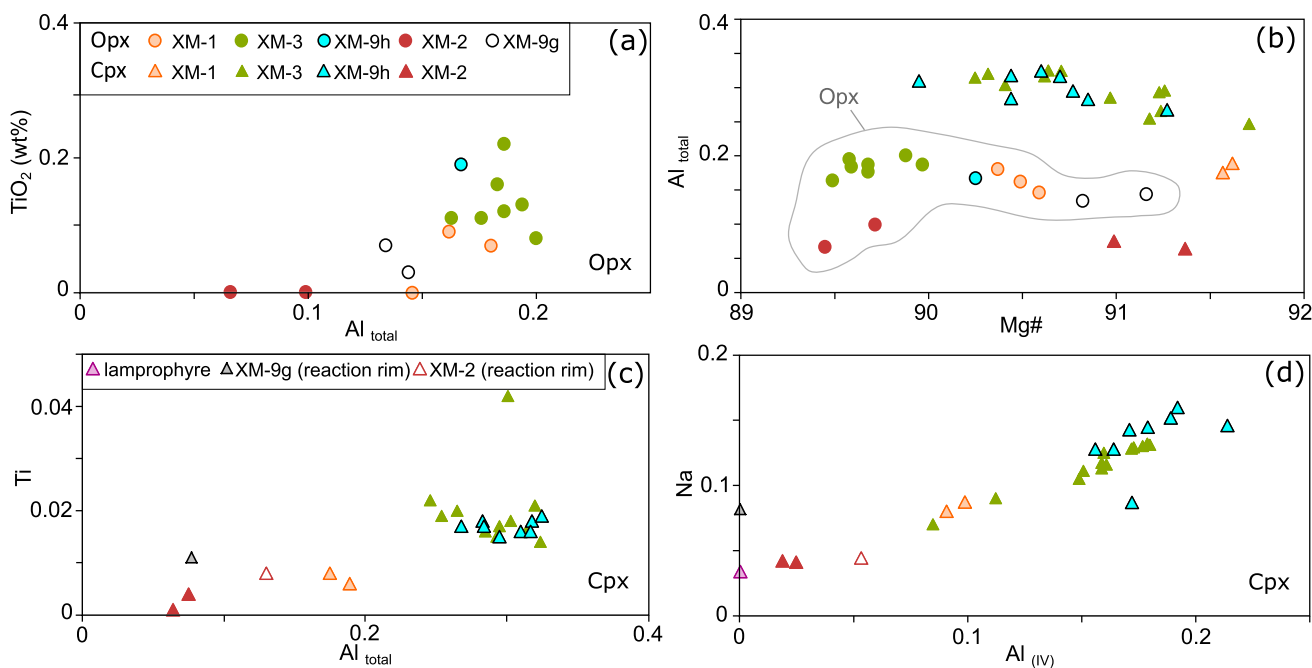 0.4
(a)
Opx XM-1 XM-3 XM-9h XM-2 XM-9g
Cpx XM-1 XM-3 XM-9h XM-2
TiO2 (wt%)
0.2
0
Opx
0 0.1 0.2
Al total
0.4
(b)
Opx
Al total
0.2
0
89 90 91 92
Mg#
lamprophyre XM-9g (reaction rim) XM-2 (reaction rim)
(c)
0.04
Ti
0.02
0
Cpx
0 0.2 0.4
Al total
0.2
(d)
Na
0.1
0
Cpx
0 0.1 0.2
Al (IV)